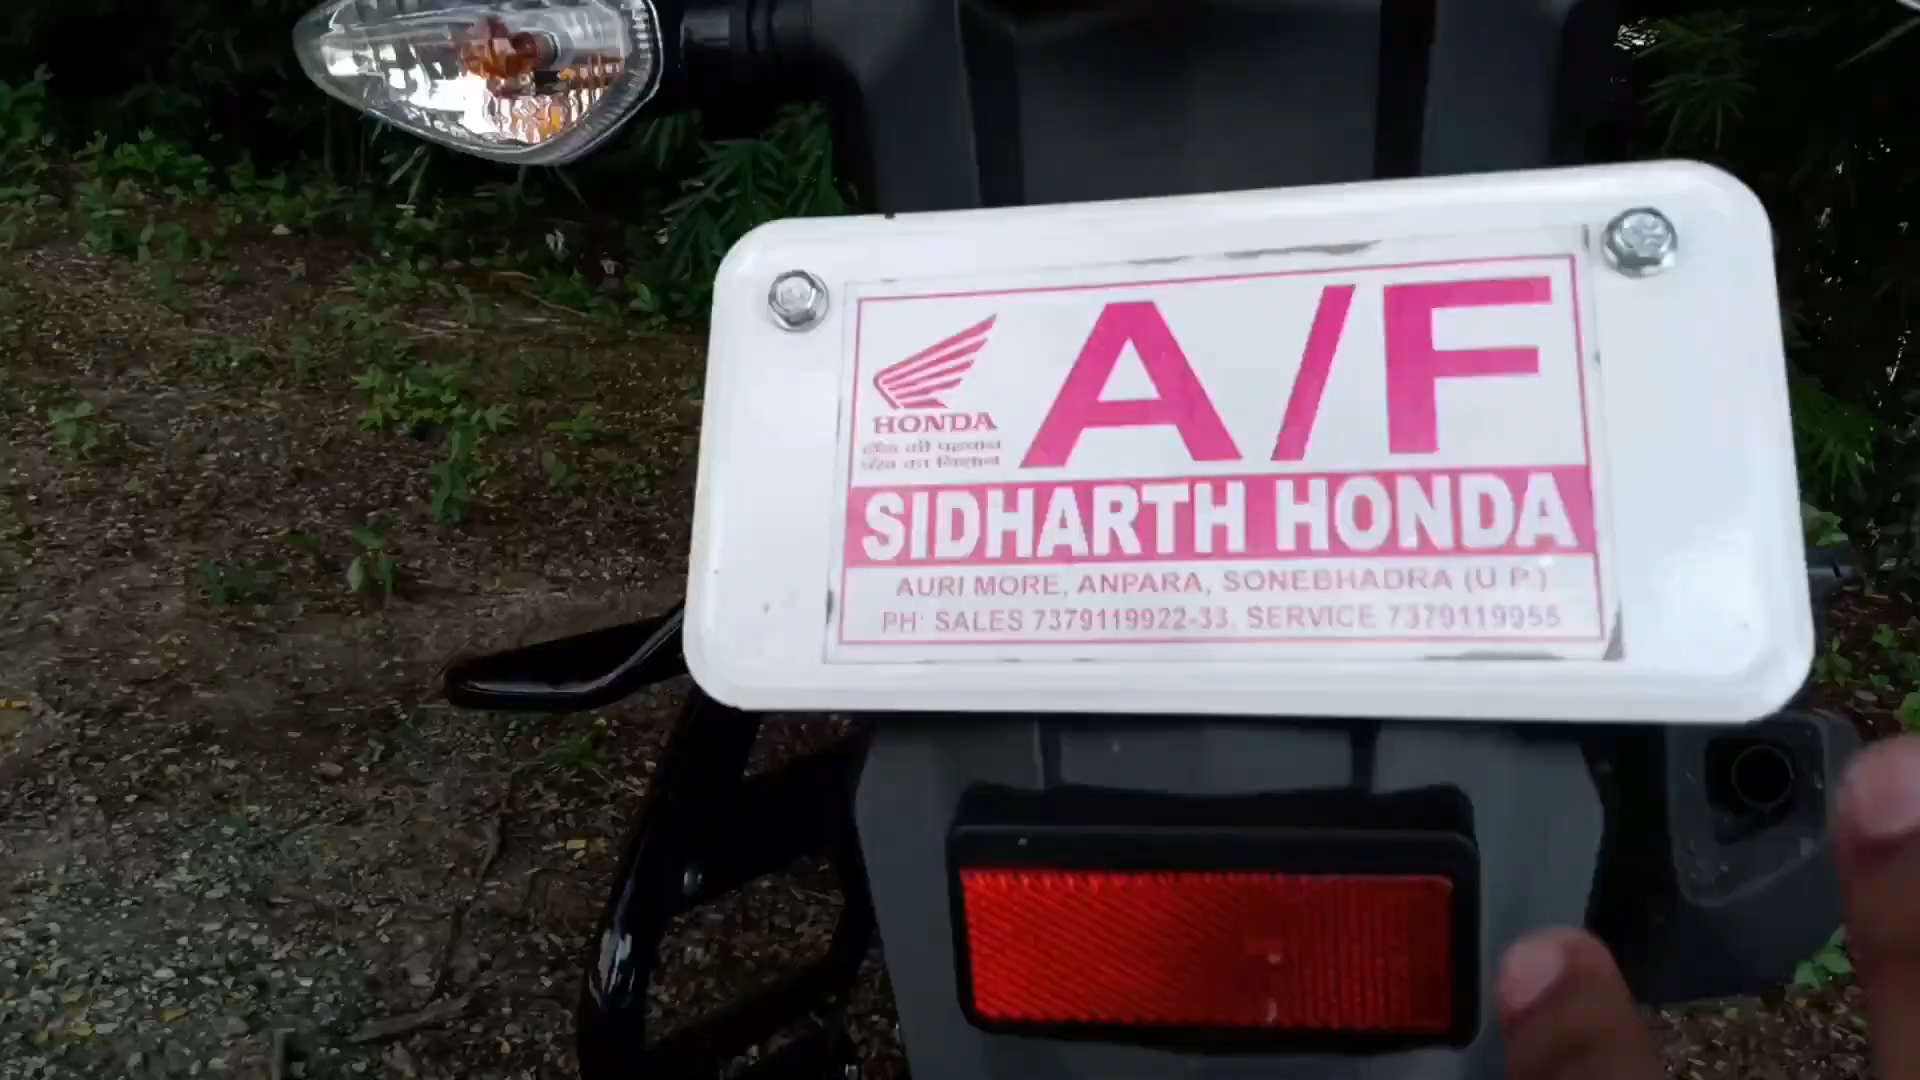 A/F
HONDA
SIDHARTH HONDA
AURI MORE, ANPARA, SONEBHADRA (U P.)
PH: SALES 7379119922-33, SERVICE 7379119955